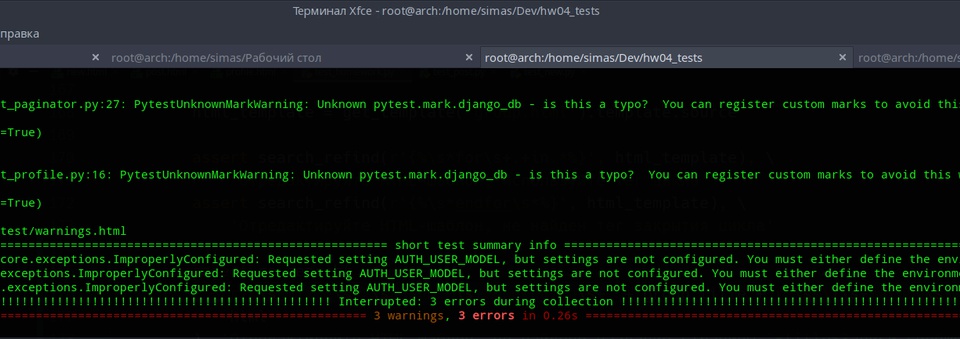 Терминал Xfce - root@arch:/home/simas/Dev/hw04_tests
правка
× root@arch:/home/simas/Рабочий стол × root@arch:/home/simas/Dev/hw04_tests × root@arch:/home/s
t_paginator.py:27: PytestUnknownMarkWarning: Unknown pytest.mark.django_db - is this a typo?  You can register custom marks to avoid thi
=True)
t_profile.py:16: PytestUnknownMarkWarning: Unknown pytest.mark.django_db - is this a typo?  You can register custom marks to avoid this w
=True)
test/warnings.html
====================================================== short test summary info ========================================================
core.exceptions.ImproperlyConfigured: Requested setting AUTH_USER_MODEL, but settings are not configured. You must either define the env
exceptions.ImproperlyConfigured: Requested setting AUTH_USER_MODEL, but settings are not configured. You must either define the environme
.exceptions.ImproperlyConfigured: Requested setting AUTH_USER_MODEL, but settings are not configured. You must either define the environ
!!!!!!!!!!!!!!!!!!!!!!!!!!!!!!!!!!!!!!!!!!!!!! Interrupted: 3 errors during collection !!!!!!!!!!!!!!!!!!!!!!!!!!!!!!!!!!!!!!!!!!!!!!!!
=================================================== 3 warnings, 3 errors in 0.26s =====================================================